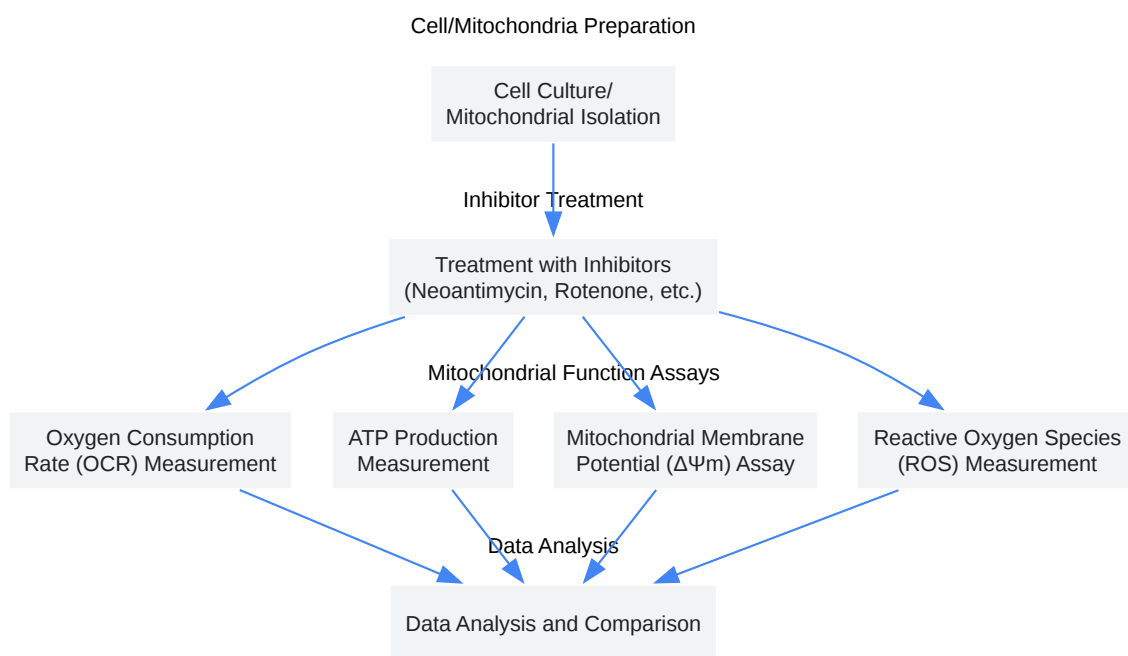 Cell/Mitochondria Preparation
Cell Culture/
Mitochondrial Isolation
Inhibitor Treatment
Treatment with Inhibitors
(Neoantimycin, Rotenone, etc.)
Mitochondrial Function Assays
Oxygen Consumption
Rate (OCR) Measurement
ATP Production
Measurement
Mitochondrial Membrane
Potential (ΔΨm) Assay
Reactive Oxygen Species
(ROS) Measurement
Data Analysis
Data Analysis and Comparison